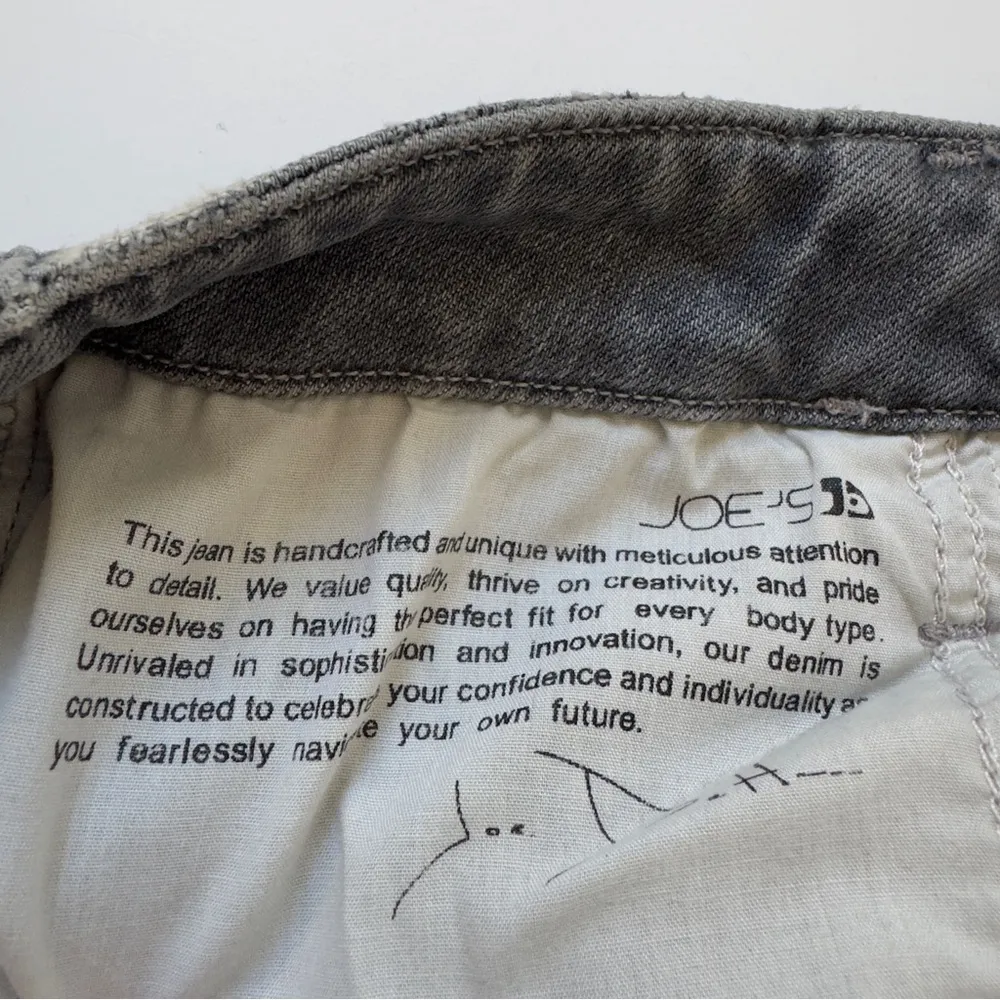 JOE'S
This jean is handcrafted and unique with meticulous attention
to detail. We value quality, thrive on creativity, and pride
ourselves on having perfect fit for every body type.
Unrivaled in and innovation, our denim is
constructed to your confidence and individuality
you fearlessly your own future.